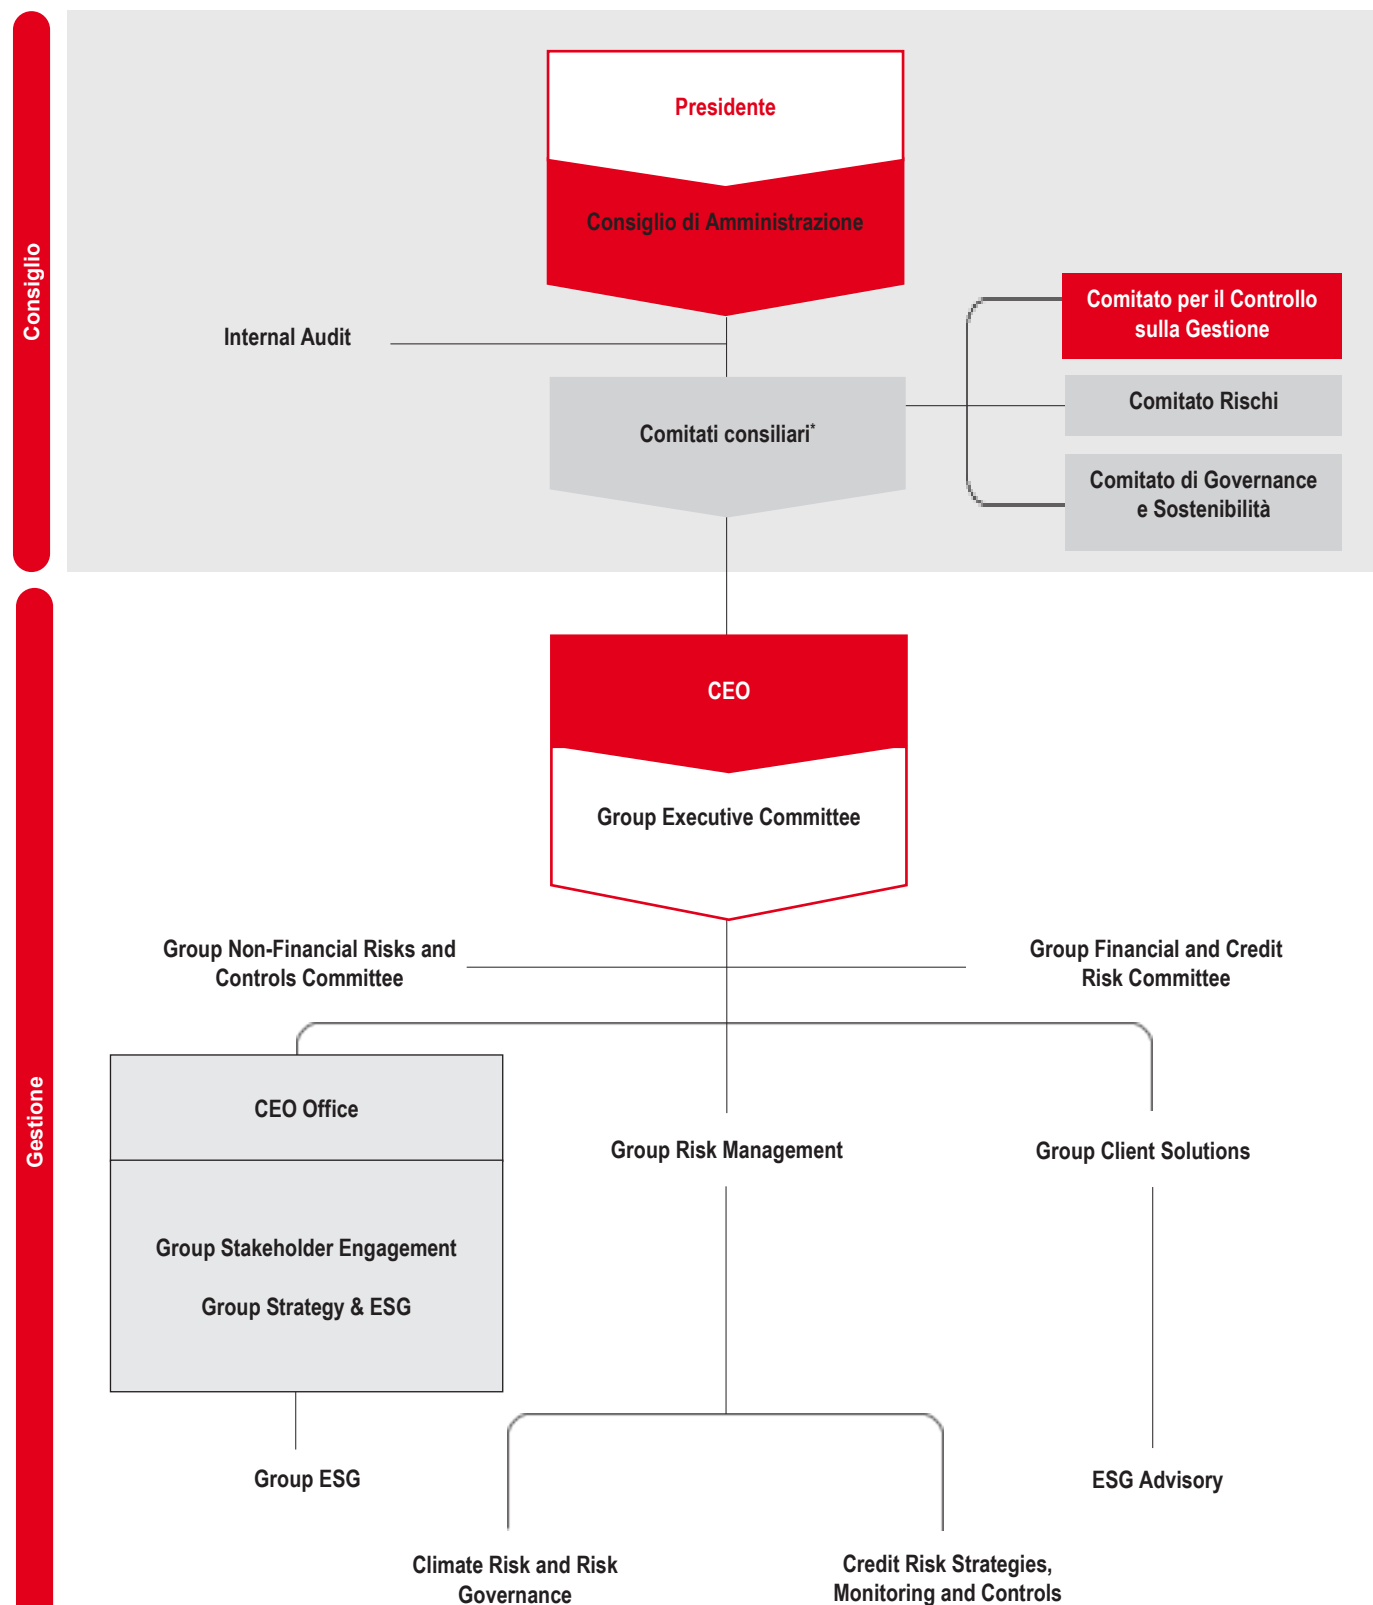 Consiglio
Presidente
Consiglio di Amministrazione
Internal Audit
Comitati consiliari*
Comitato per il Controllo
sulla Gestione
Comitato Rischi
Comitato di Governance
e Sostenibilità
Gestione
CEO
Group Executive Committee
Group Non-Financial Risks and
Controls Committee
Group Financial and Credit
Risk Committee
CEO Office
Group Stakeholder Engagement
Group Strategy & ESG
Group Risk Management
Group Client Solutions
Group ESG
ESG Advisory
Climate Risk and Risk
Governance
Credit Risk Strategies,
Monitoring and Controls